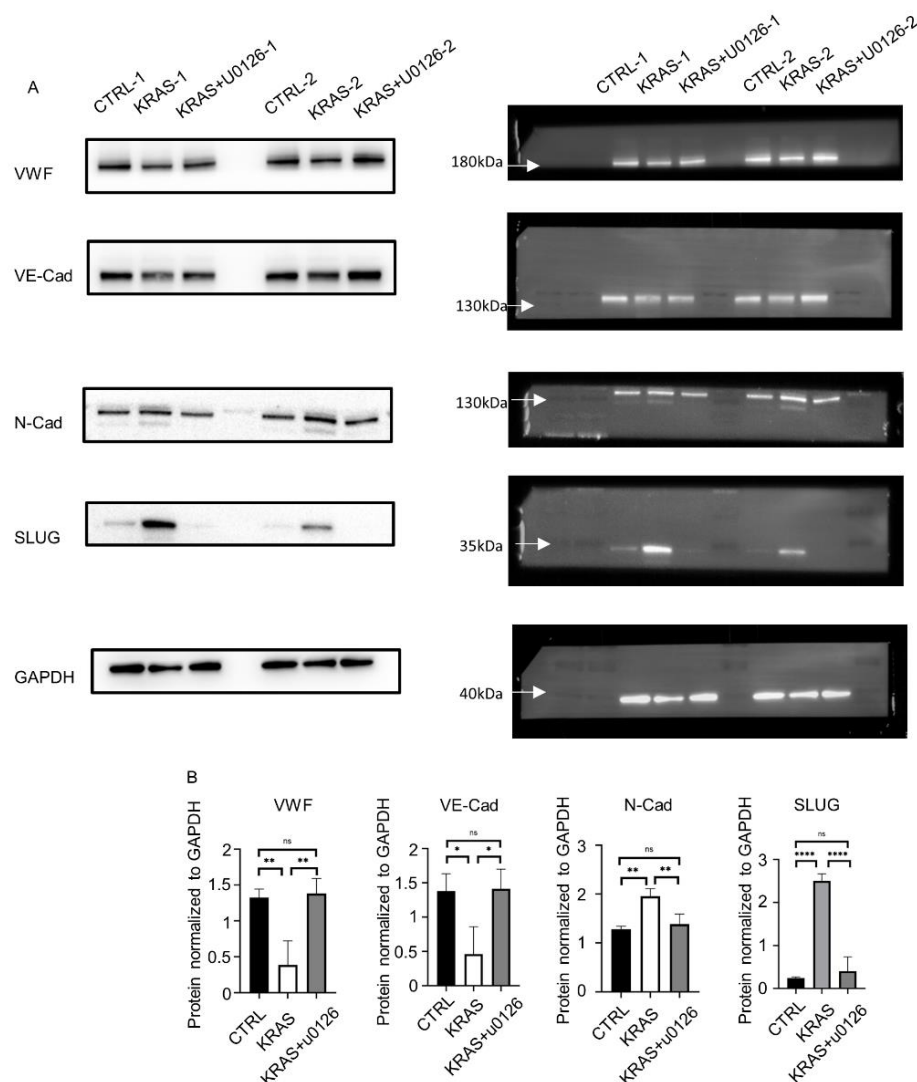 A
CTRL-1 KRAS-1 KRAS+U0126-1 CTRL-2 KRAS-2 KRAS+U0126-2
CTRL-1 KRAS-1 KRAS+U0126-1 CTRL-2 KRAS-2 KRAS+U0126-2
VWF
180kDa
VE-Cad
130kDa
N-Cad
130kDa
SLUG
35kDa
GAPDH
40kDa
B
VWF
Protein normalized to GAPDH
2
1.5
1
0.5
0
ns
** **
CTRL KRAS KRAS+u0126
VE-Cad
Protein normalized to GAPDH
2
1.5
1
0.5
0
ns
* *
CTRL KRAS KRAS+u0126
N-Cad
Protein normalized to GAPDH
3
2
1
0
ns
** **
CTRL KRAS KRAS+u0126
SLUG
Protein normalized to GAPDH
3
2
1
0
ns
**** ****
CTRL KRAS KRAS+u0126